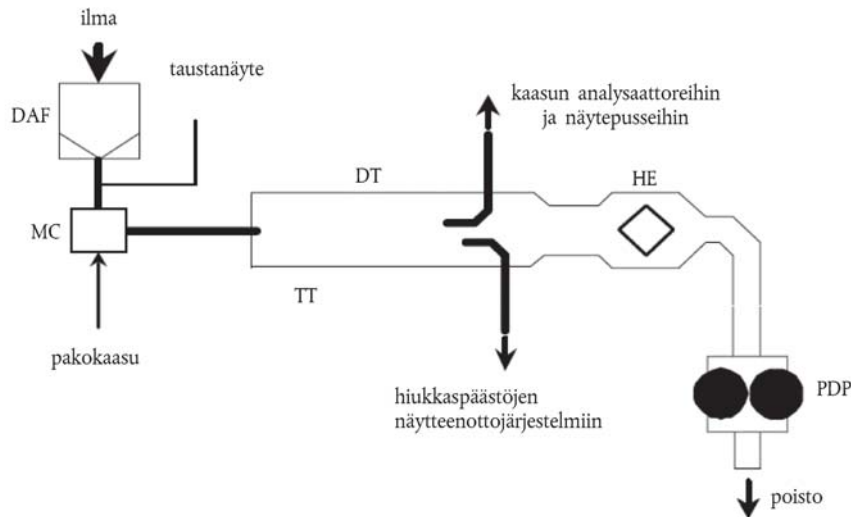 ilma
taustanäyte
DAF
kaasun analysaattoreihin
ja näytepusseihin
DT
HE
MC
TT
pakokaasu
hiukkaspäästöjen
näytteenottojärjestelmiin
PDP
poisto